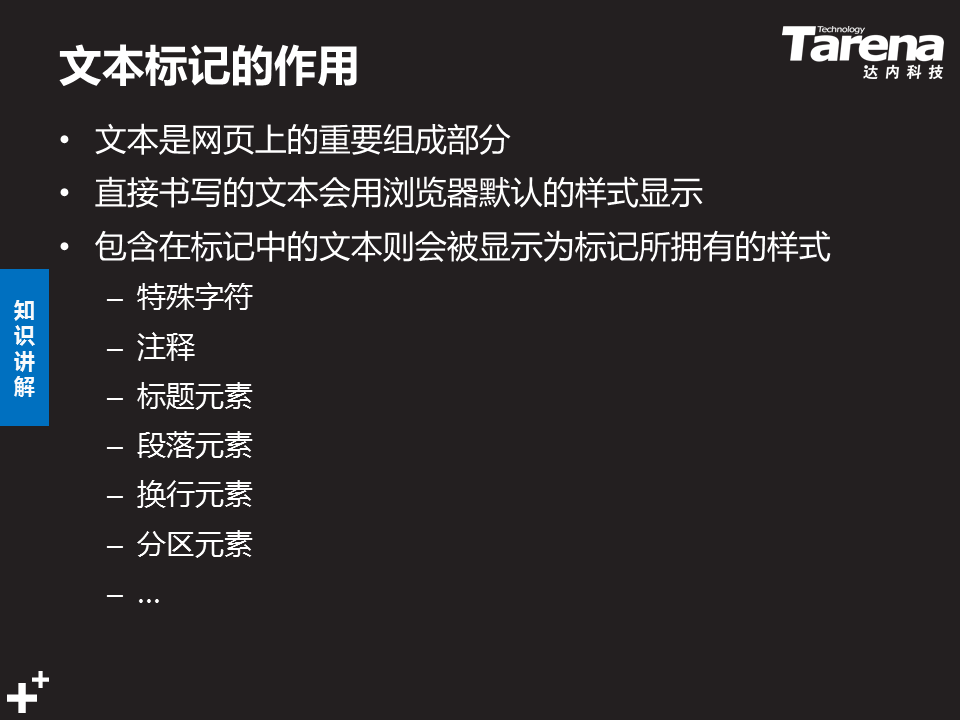 文本标记的作用
Technology
Tarena
达内科技
• 文本是网页上的重要组成部分
• 直接书写的文本会用浏览器默认的样式显示
• 包含在标记中的文本则会被显示为标记所拥有的样式
– 特殊字符
– 注释
– 标题元素
– 段落元素
– 换行元素
– 分区元素
– ...
知
识
讲
解